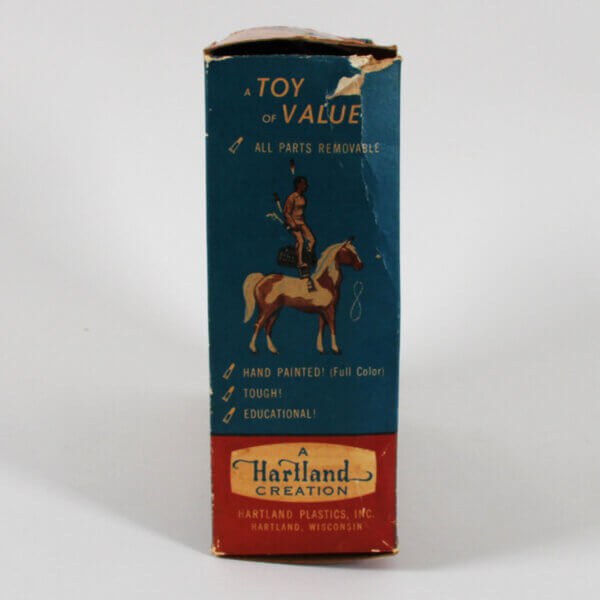 A TOY
OF VALUE
ALL PARTS REMOVABLE
HAND PAINTED! (Full Color)
TOUGH!
EDUCATIONAL!
A
Hartland
CREATION
HARTLAND PLASTICS, INC.
HARTLAND, WISCONSIN